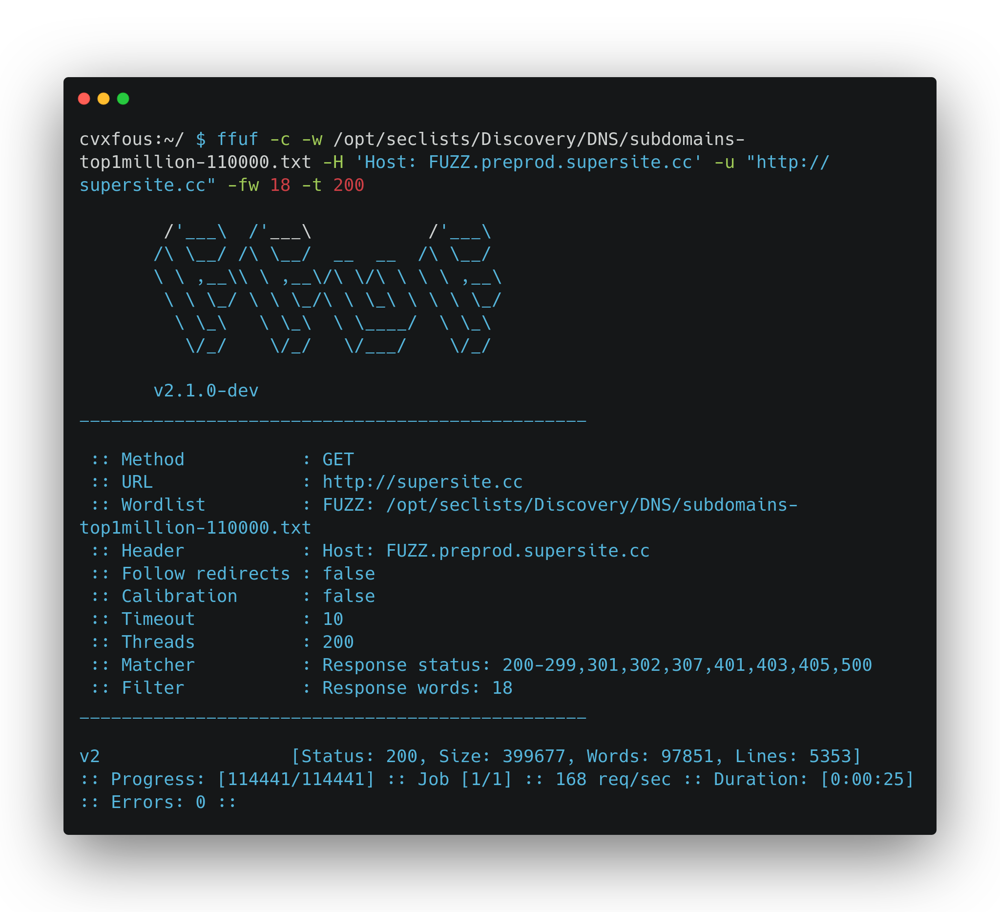 cvxfous:~/ $ ffuf -c -w /opt/seclists/Discovery/DNS/subdomains-
top1million-110000.txt -H 'Host: FUZZ.preprod.supersite.cc' -u "http://
supersite.cc" -fw 18 -t 200

        /'___\  /'___\           /'___\
       /\ \__/ /\ \__/  __  __  /\ \__/
       \ \ ,__\\ \ ,__\/\ \/\ \ \ \ ,__\
        \ \ \_/ \ \ \_/\ \ \_\ \ \ \ \_/
         \ \_\   \ \_\  \ \____/  \ \_\
          \/_/    \/_/   \/___/    \/_/

       v2.1.0-dev
________________________________________________

 :: Method           : GET
 :: URL              : http://supersite.cc
 :: Wordlist         : FUZZ: /opt/seclists/Discovery/DNS/subdomains-
top1million-110000.txt
 :: Header           : Host: FUZZ.preprod.supersite.cc
 :: Follow redirects : false
 :: Calibration      : false
 :: Timeout          : 10
 :: Threads          : 200
 :: Matcher          : Response status: 200-299,301,302,307,401,403,405,500
 :: Filter           : Response words: 18
________________________________________________

v2                  [Status: 200, Size: 399677, Words: 97851, Lines: 5353]
:: Progress: [114441/114441] :: Job [1/1] :: 168 req/sec :: Duration: [0:00:25]
:: Errors: 0 ::